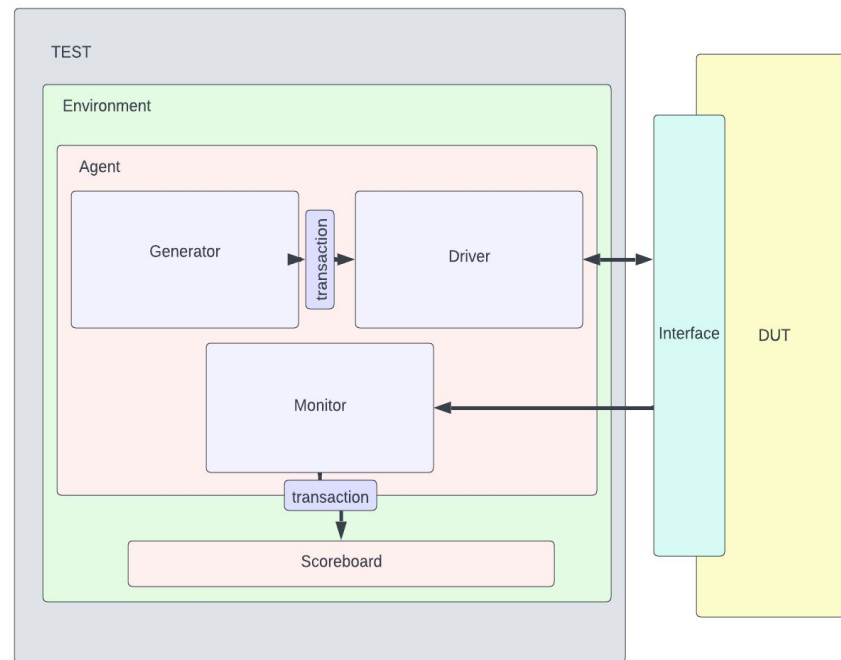 TEST
Environment
Agent
Generator
transaction
Driver
Interface
DUT
Monitor
transaction
Scoreboard